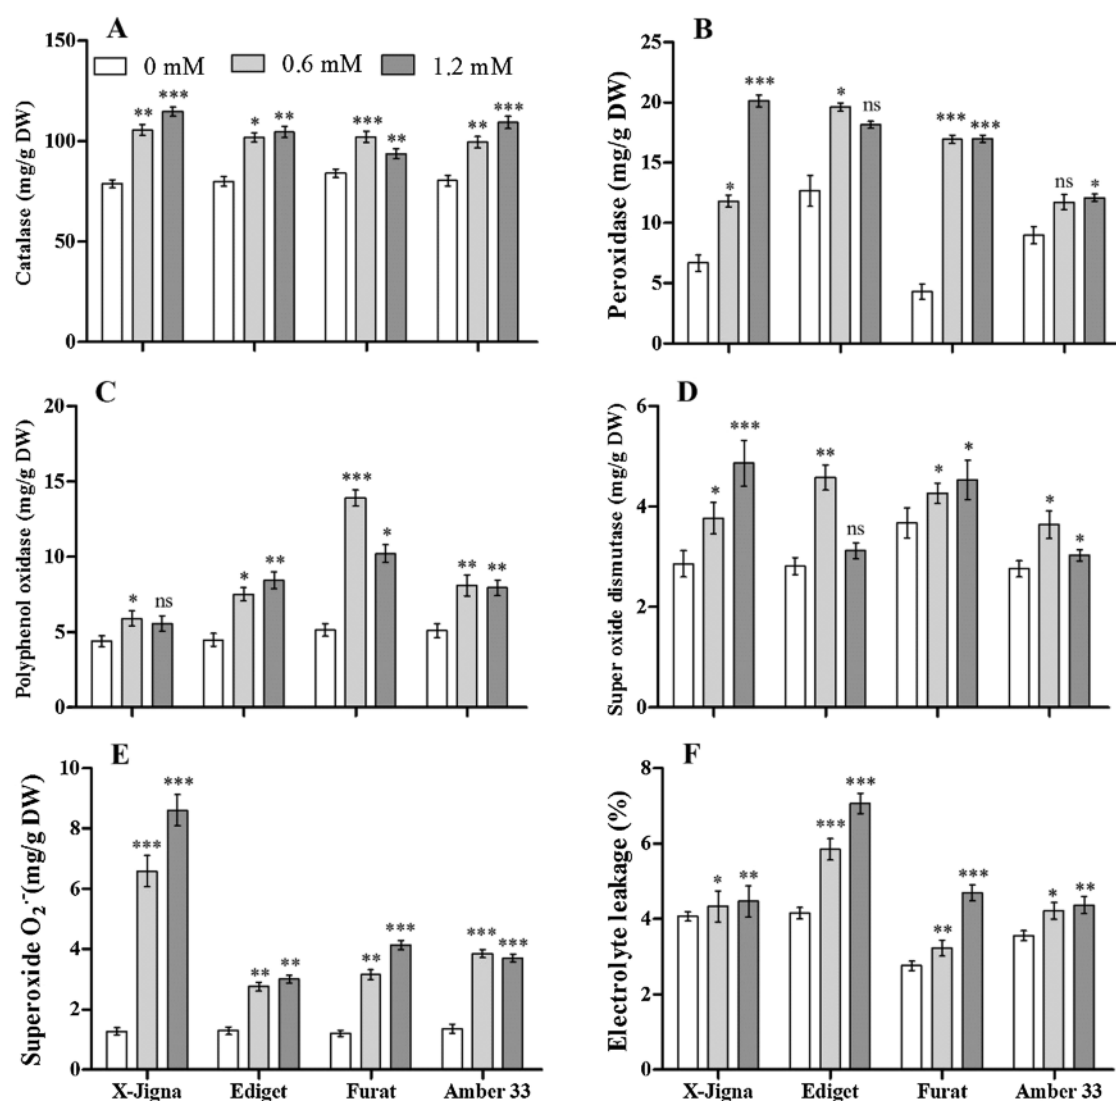 A
Catalase (mg/g DW)
150
100
50
0
0 mM
0.6 mM
1.2 mM
** ***
* **
*** **
** ***
B
Peroxidase (mg/g DW)
25
20
15
10
5
0
* ***
* ns
*** ***
ns *
C
Polyphenol oxidase (mg/g DW)
20
15
10
5
0
* ns
* **
*** *
** **
D
Super oxide dismutase (mg/g DW)
6
4
2
0
* ***
** ns
* *
* *
E
Superoxide O₂·⁻(mg/g DW)
10
8
6
4
2
0
*** ***
** **
** ***
*** ***
X-Jigna Ediget Furat Amber 33
F
Electrolyte leakage (%)
8
6
4
2
0
* **
*** ***
** ***
* **
X-Jigna Ediget Furat Amber 33